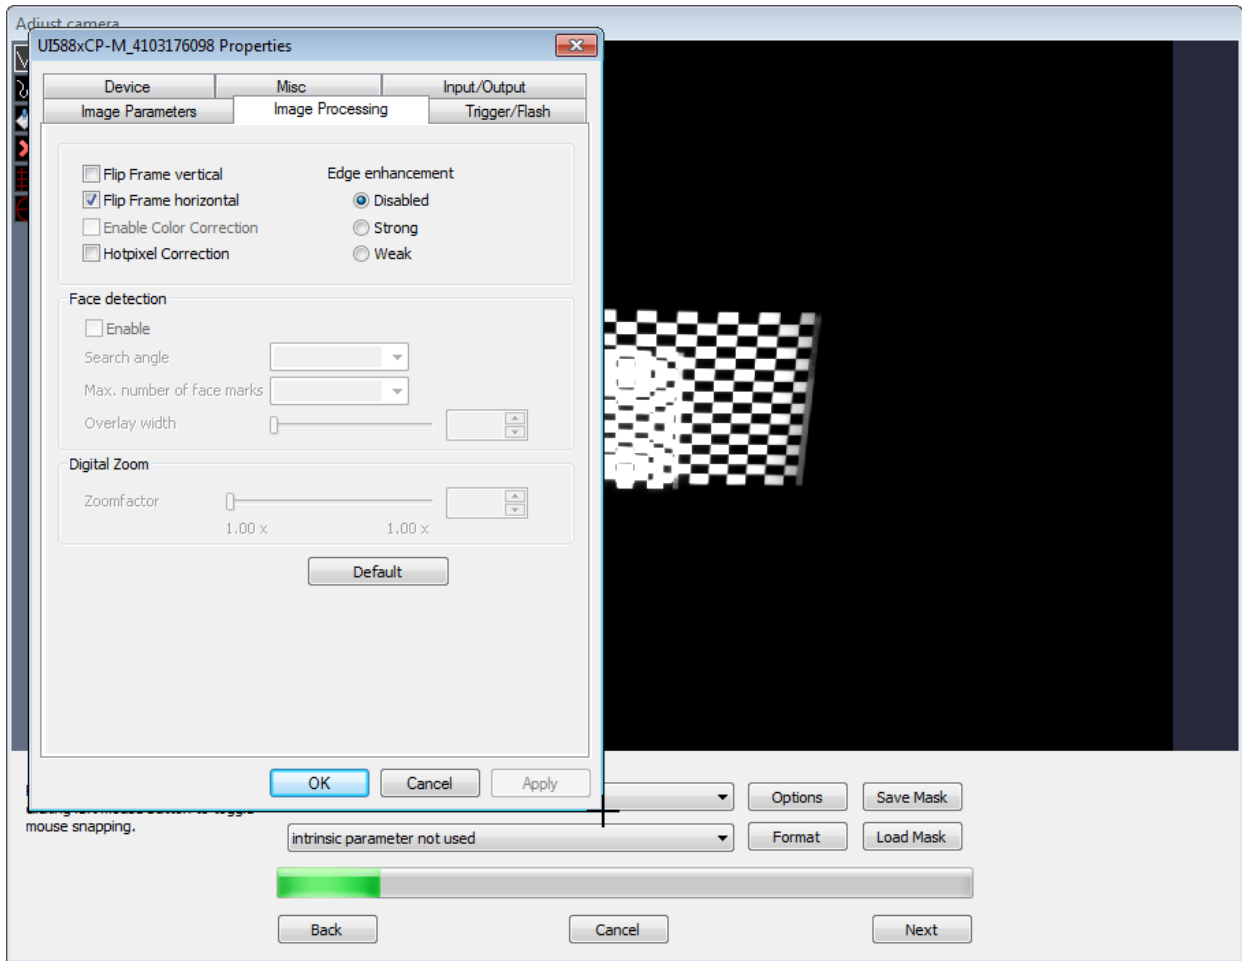 Adjust camera
UI588xCP-M_4103176098 Properties
Device Misc Input/Output
Image Parameters Image Processing Trigger/Flash
Flip Frame vertical Edge enhancement
Flip Frame horizontal Disabled
Enable Color Correction Strong
Hotpixel Correction Weak
Face detection
Enable
Search angle
Max. number of face marks
Overlay width
Digital Zoom
Zoomfactor
1.00 x 1.00 x
Default
OK Cancel Apply
Options Save Mask
mouse snapping.
intrinsic parameter not used Format Load Mask
Back Cancel Next